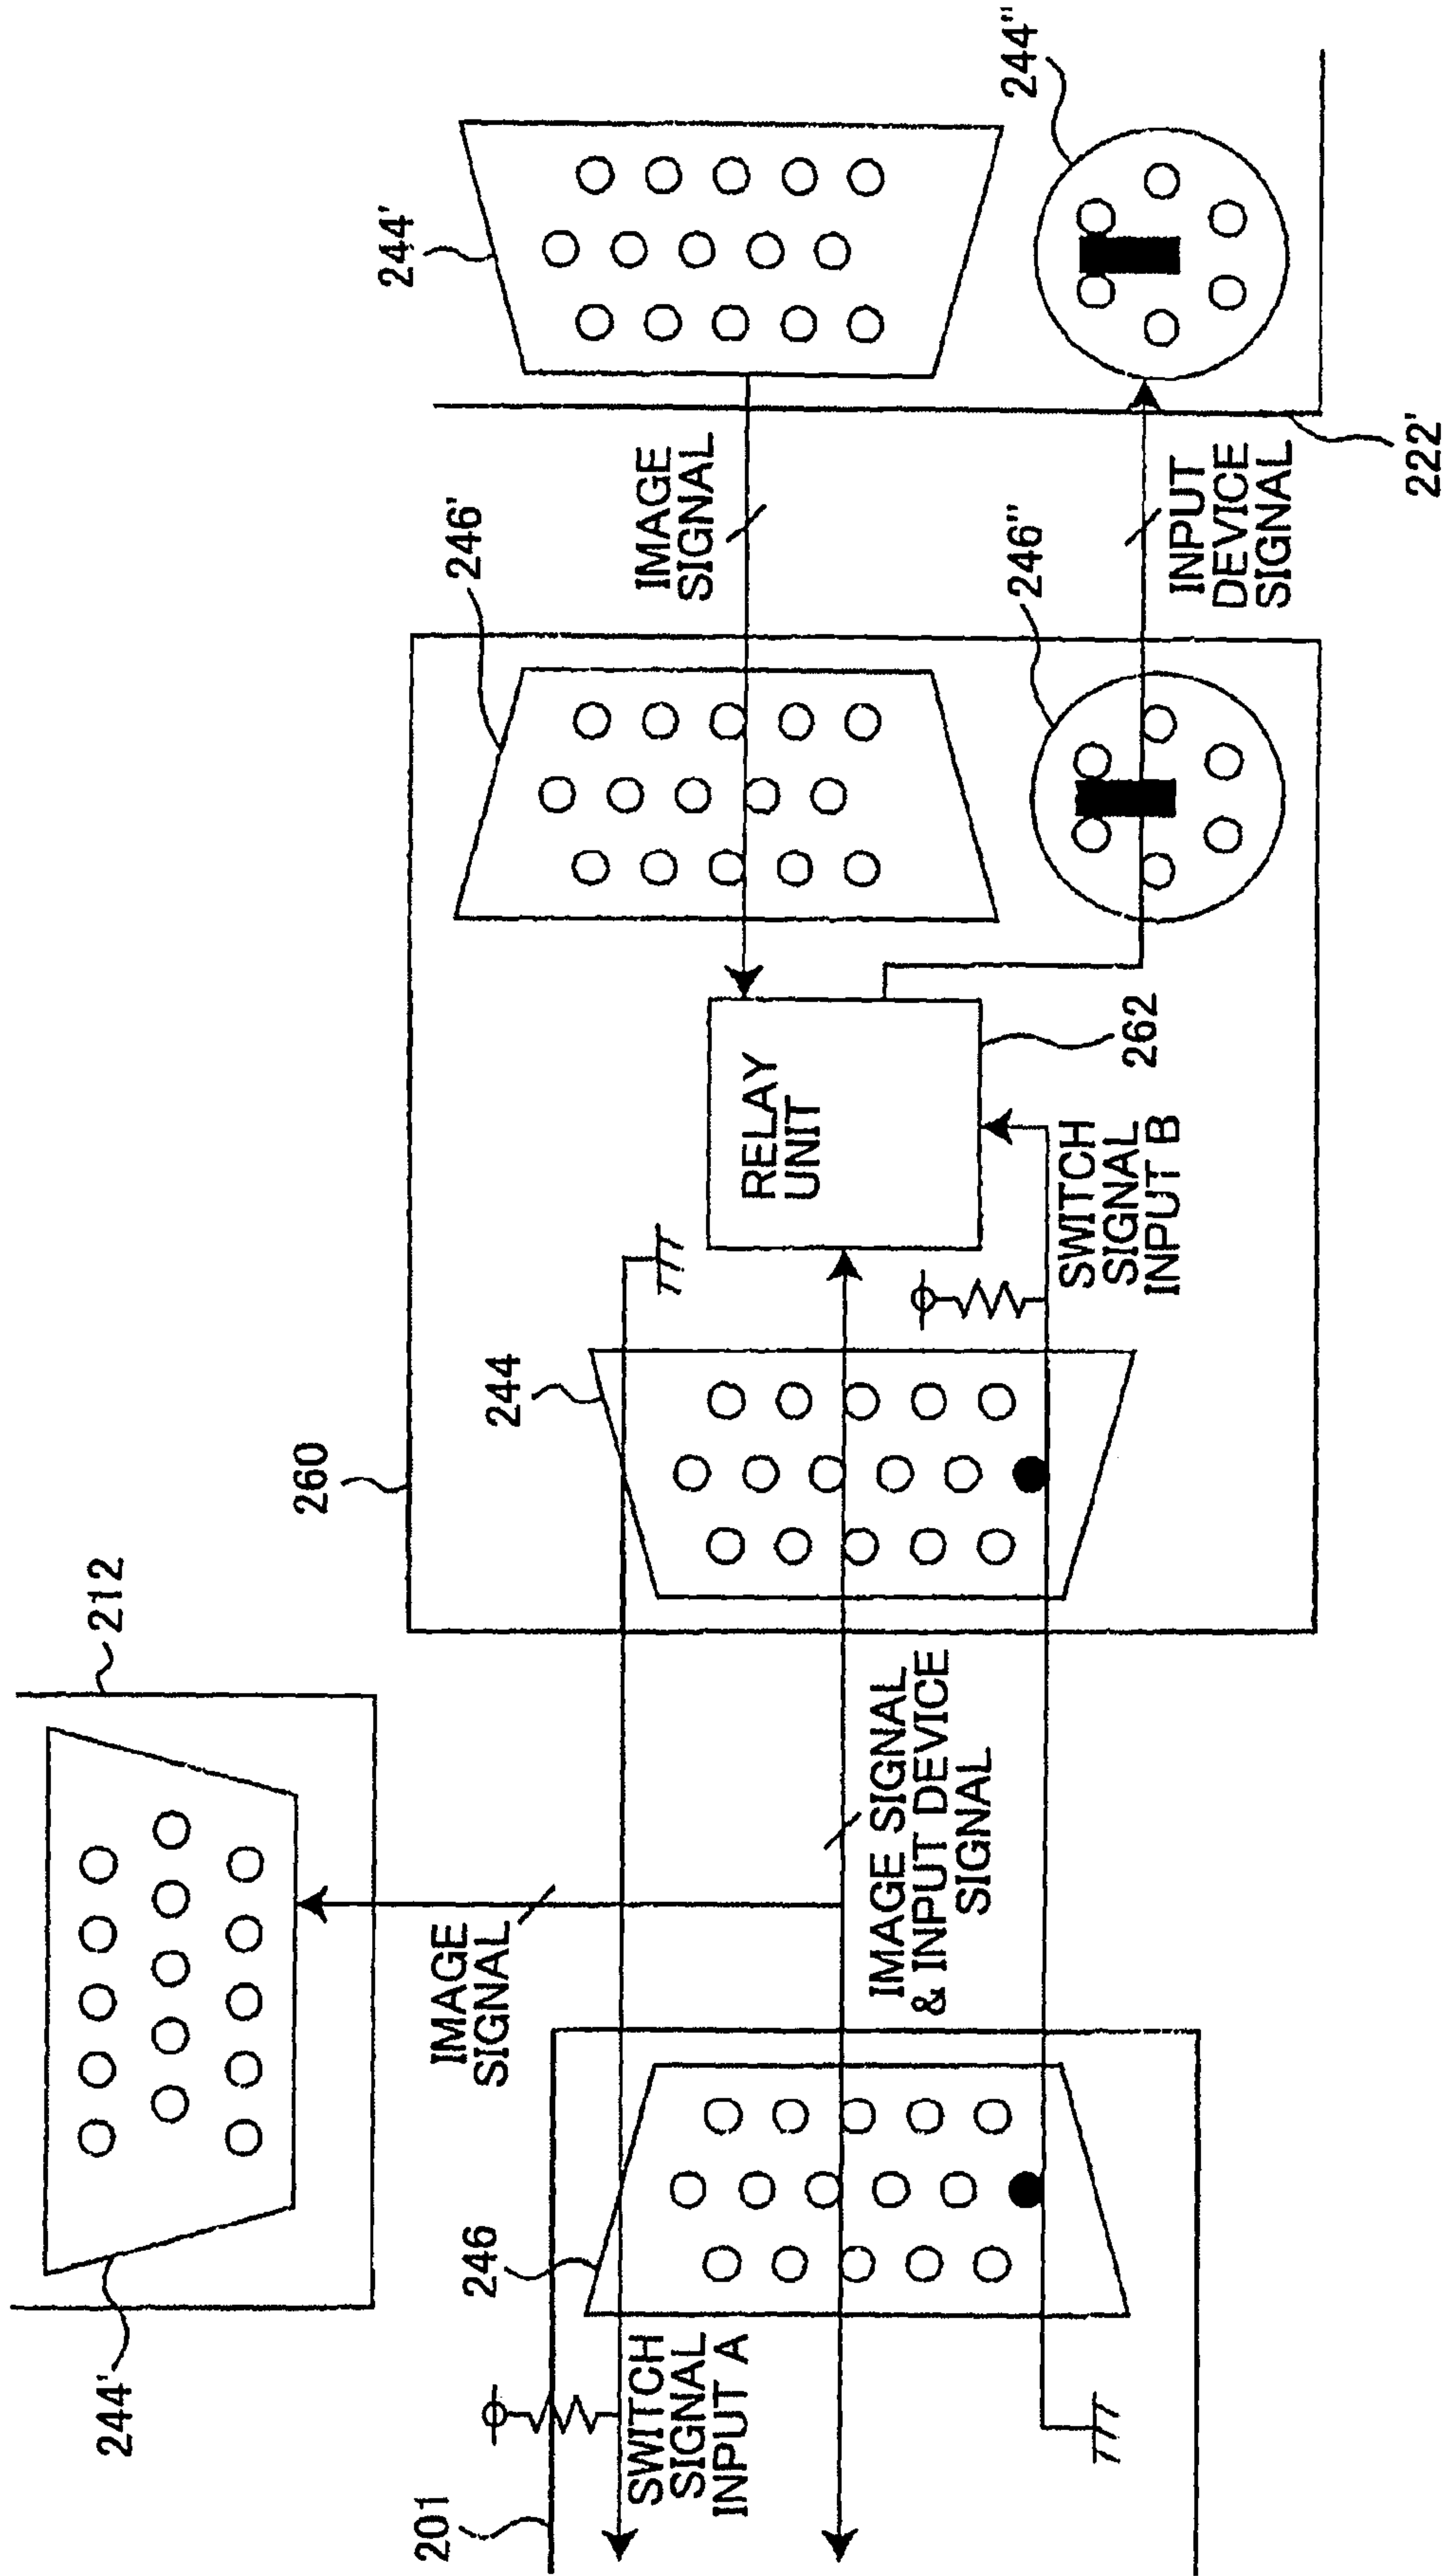 212
244'
IMAGE
SIGNAL
260
244
246'
244'
IMAGE
SIGNAL
RELAY
UNIT
262
246
201
SWITCH
SIGNAL
INPUT A
IMAGE SIGNAL
& INPUT DEVICE
SIGNAL
SWITCH
SIGNAL
INPUT B
246"
244"
INPUT
DEVICE
SIGNAL
222'